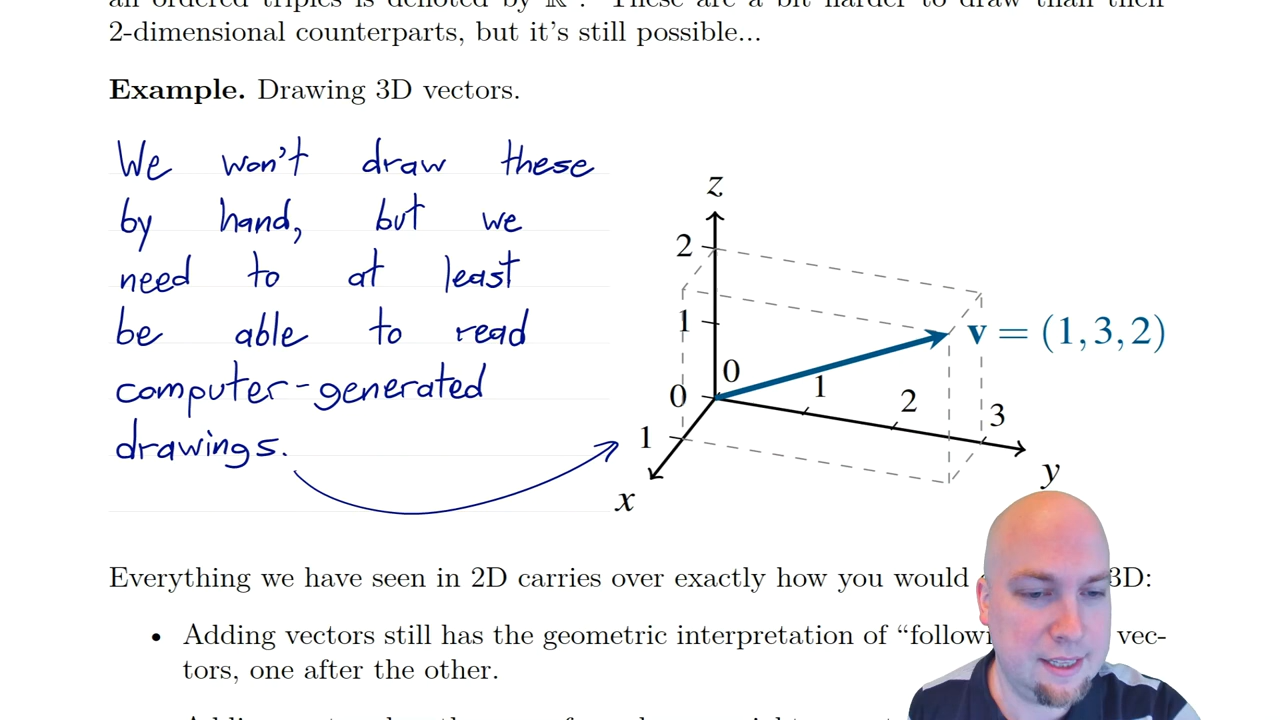 2-dimensional counterparts, but it's still possible...
Example. Drawing 3D vectors.
We won't draw these
by hand, but we
need to at least
be able to read
computer-generated
drawings.
z
2
1
0
0
1
2
3
1
x
y
v = (1, 3, 2)
Everything we have seen in 2D carries over exactly how you would 3D:
• Adding vectors still has the geometric interpretation of “followi vec-
tors, one after the other.